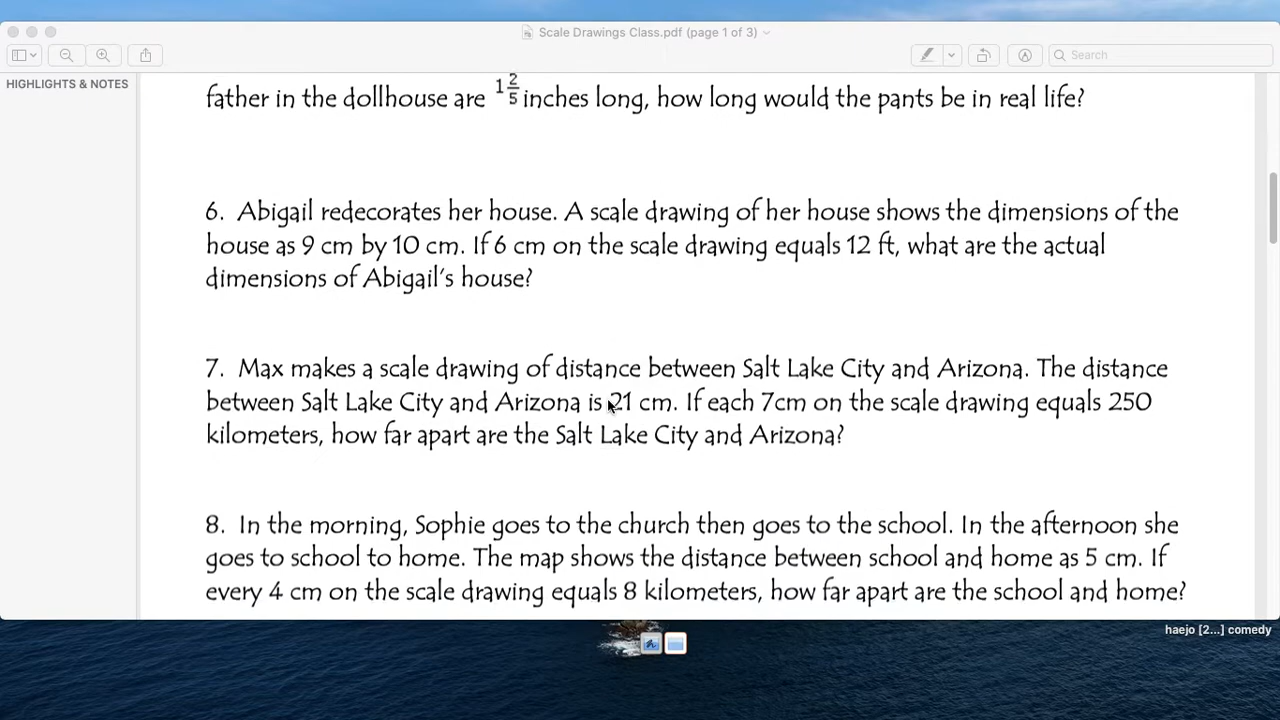 Scale Drawings Class.pdf (page 1 of 3)
Search
HIGHLIGHTS & NOTES
father in the dollhouse are 1 2/5 inches long, how long would the pants be in real life?
6. Abigail redecorates her house. A scale drawing of her house shows the dimensions of the
house as 9 cm by 10 cm. If 6 cm on the scale drawing equals 12 ft, what are the actual
dimensions of Abigail's house?
7. Max makes a scale drawing of distance between Salt Lake City and Arizona. The distance
between Salt Lake City and Arizona is 21 cm. If each 7cm on the scale drawing equals 250
kilometers, how far apart are the Salt Lake City and Arizona?
8. In the morning, Sophie goes to the church then goes to the school. In the afternoon she
goes to school to home. The map shows the distance between school and home as 5 cm. If
every 4 cm on the scale drawing equals 8 kilometers, how far apart are the school and home?
haejo [2...] comedy